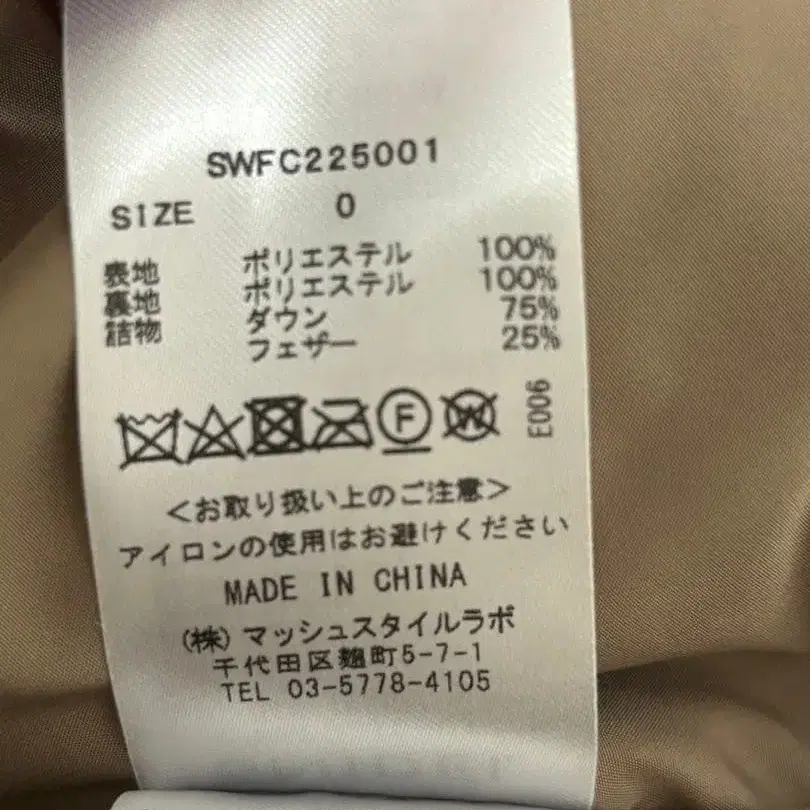 SWFC225001
SIZE 0
表地 ポリエステル 100%
裏地 ポリエステル 100%
詰物 ダウン 75%
フェザー 25%
F W E006
＜お取り扱い上のご注意＞
アイロンの使用はお避けください
MADE IN CHINA
(株) マッシュスタイルラボ
千代田区麹町5-7-1
TEL 03-5778-4105